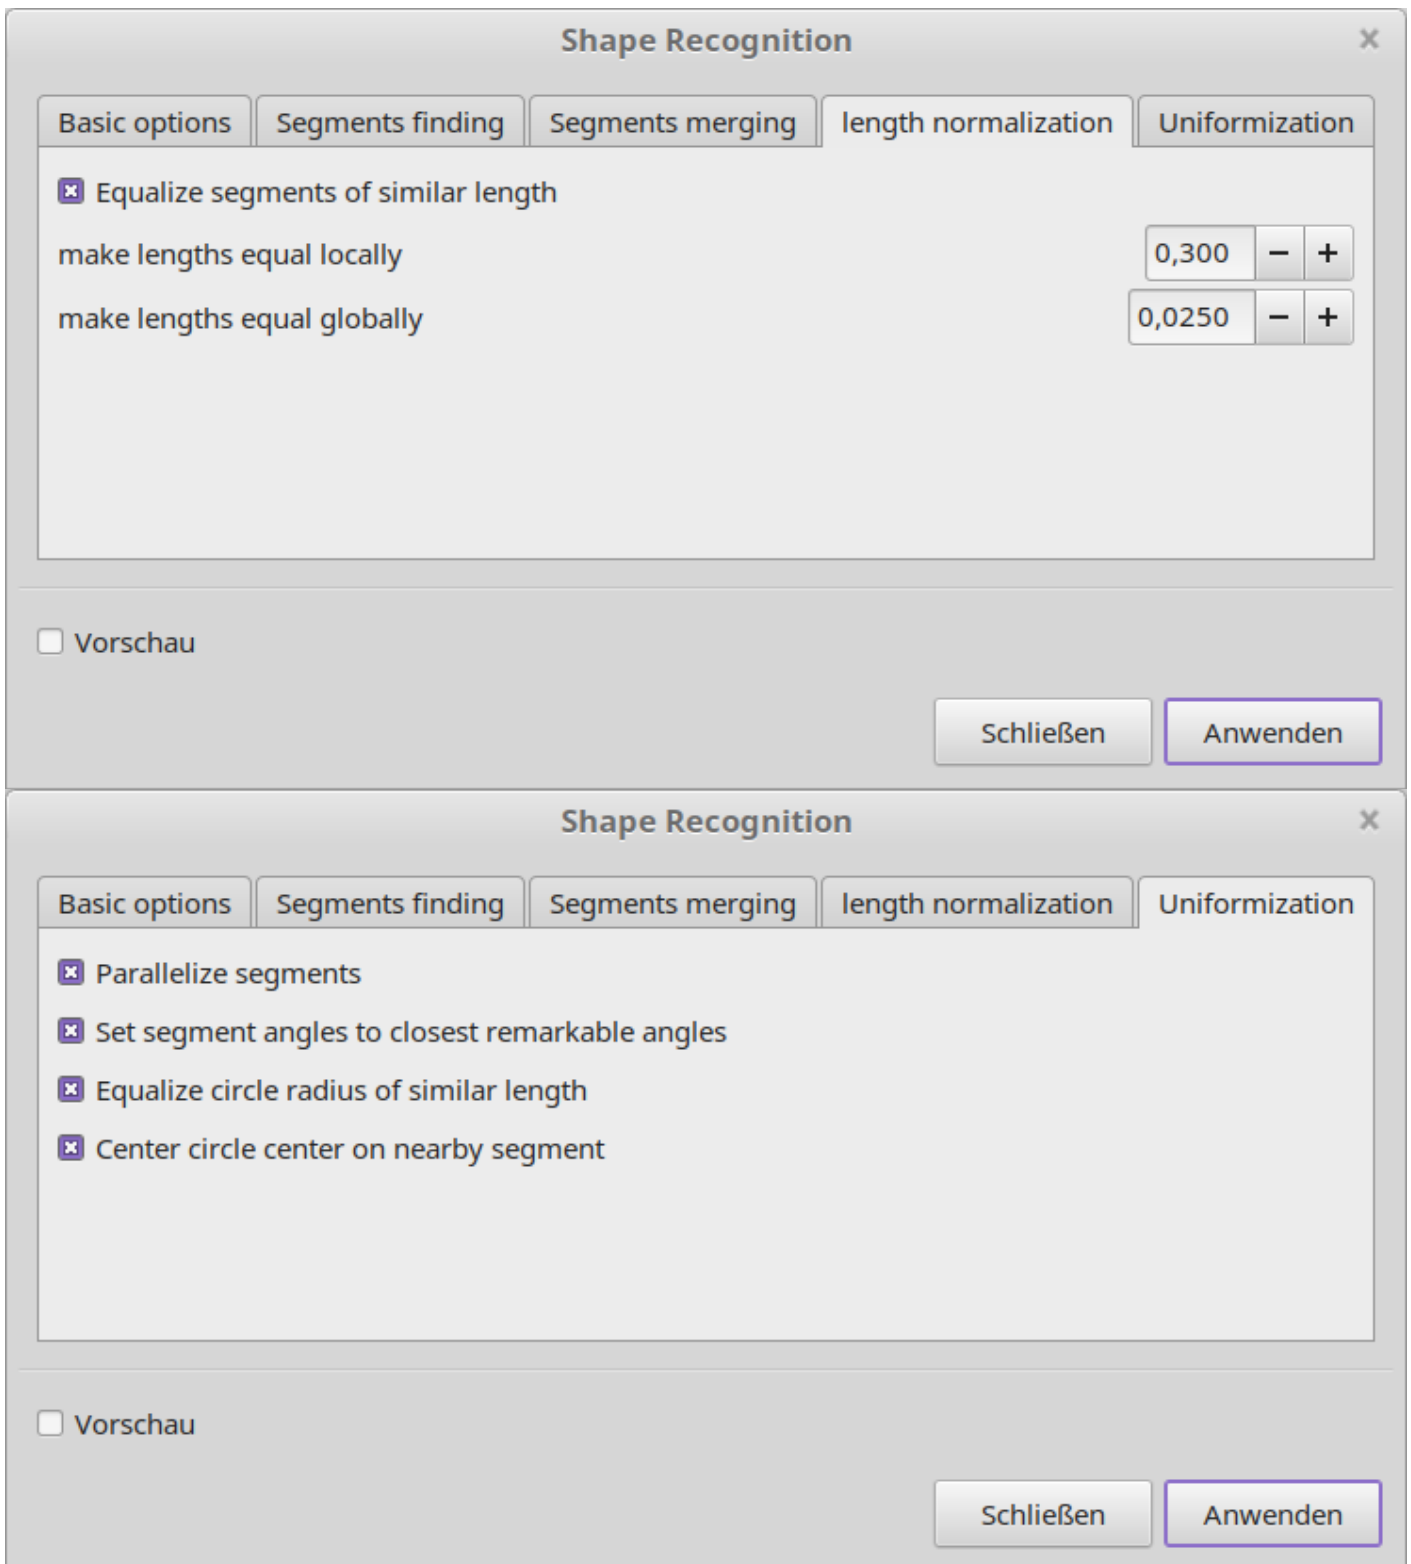 Shape Recognition
Basic options Segments finding Segments merging length normalization Uniformization
Equalize segments of similar length
make lengths equal locally 0,300 − +
make lengths equal globally 0,0250 − +
Vorschau
Schließen Anwenden
Shape Recognition
Basic options Segments finding Segments merging length normalization Uniformization
Parallelize segments
Set segment angles to closest remarkable angles
Equalize circle radius of similar length
Center circle center on nearby segment
Vorschau
Schließen Anwenden